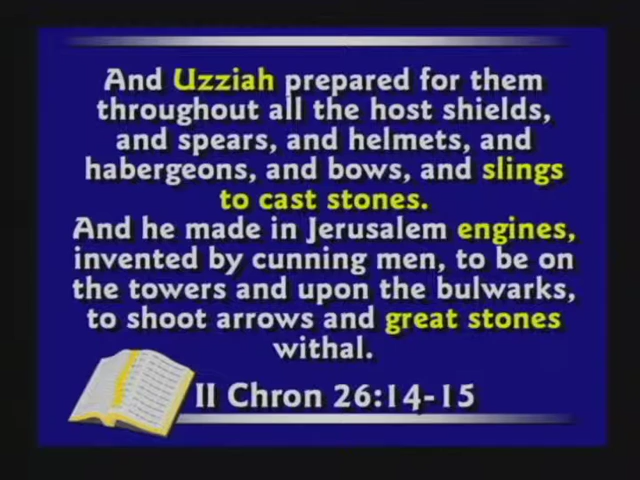 And Uzziah prepared for them
throughout all the host shields,
and spears, and helmets, and
habergeons, and bows, and slings
to cast stones.
And he made in Jerusalem engines,
invented by cunning men, to be on
the towers and upon the bulwarks,
to shoot arrows and great stones
withal.
II Chron 26:14-15